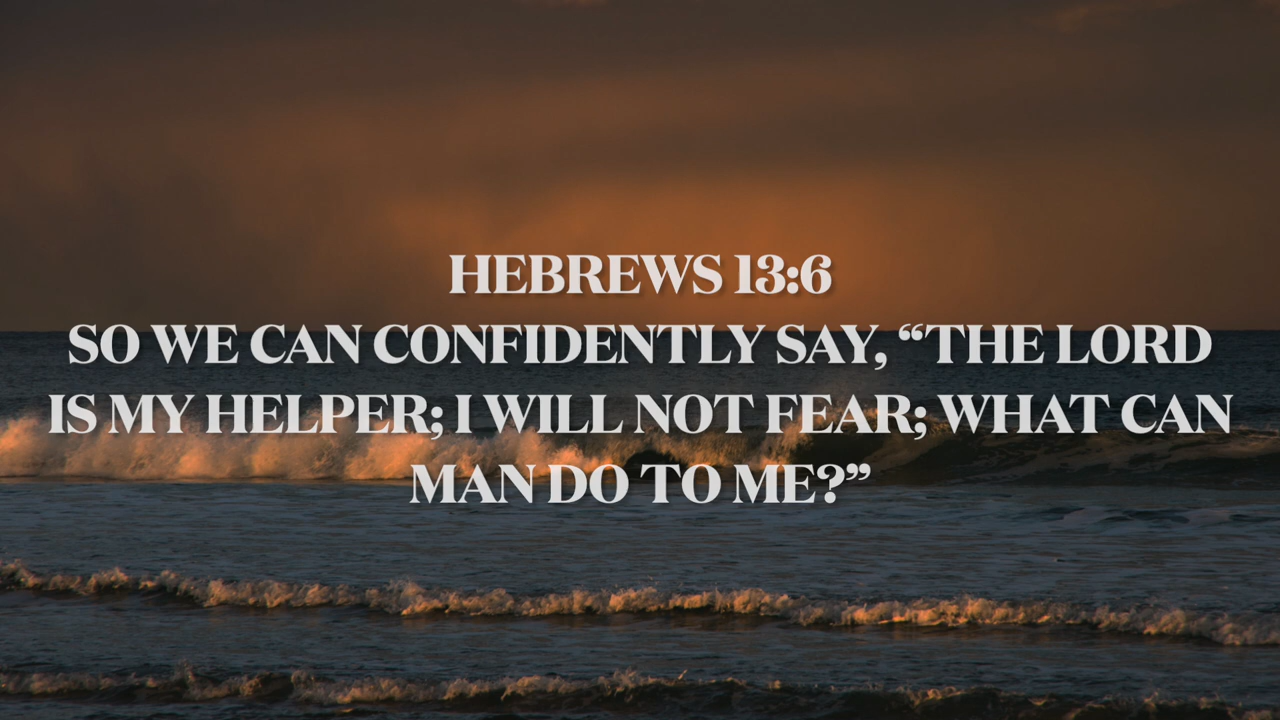 HEBREWS 13:6
SO WE CAN CONFIDENTLY SAY, “THE LORD
IS MY HELPER; I WILL NOT FEAR; WHAT CAN
MAN DO TO ME?”